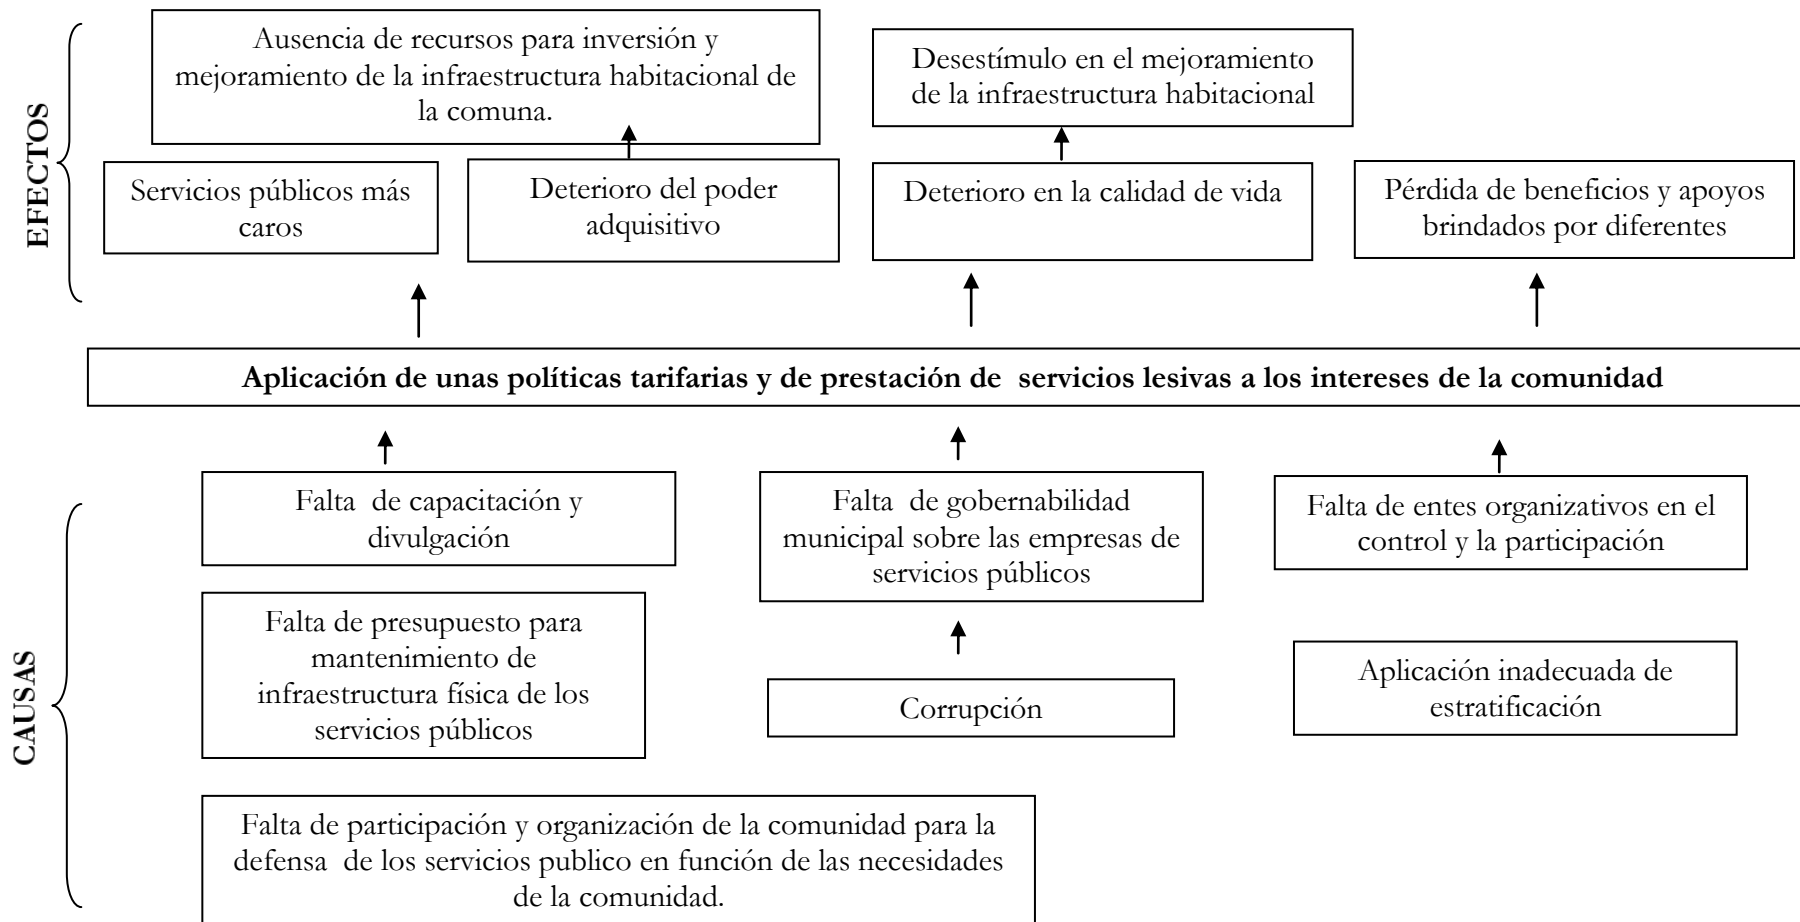 EFECTOS
Ausencia de recursos para inversión y
mejoramiento de la infraestructura habitacional de
la comuna.
Desestímulo en el mejoramiento
de la infraestructura habitacional
Servicios públicos más
caros
Deterioro del poder
adquisitivo
Deterioro en la calidad de vida
Pérdida de beneficios y apoyos
brindados por diferentes
Aplicación de unas políticas tarifarias y de prestación de servicios lesivas a los intereses de la comunidad
CAUSAS
Falta de capacitación y
divulgación
Falta de gobernabilidad
municipal sobre las empresas de
servicios públicos
Falta de entes organizativos en el
control y la participación
Falta de presupuesto para
mantenimiento de
infraestructura física de los
servicios públicos
Corrupción
Aplicación inadecuada de
estratificación
Falta de participación y organización de la comunidad para la
defensa de los servicios publico en función de las necesidades
de la comunidad.